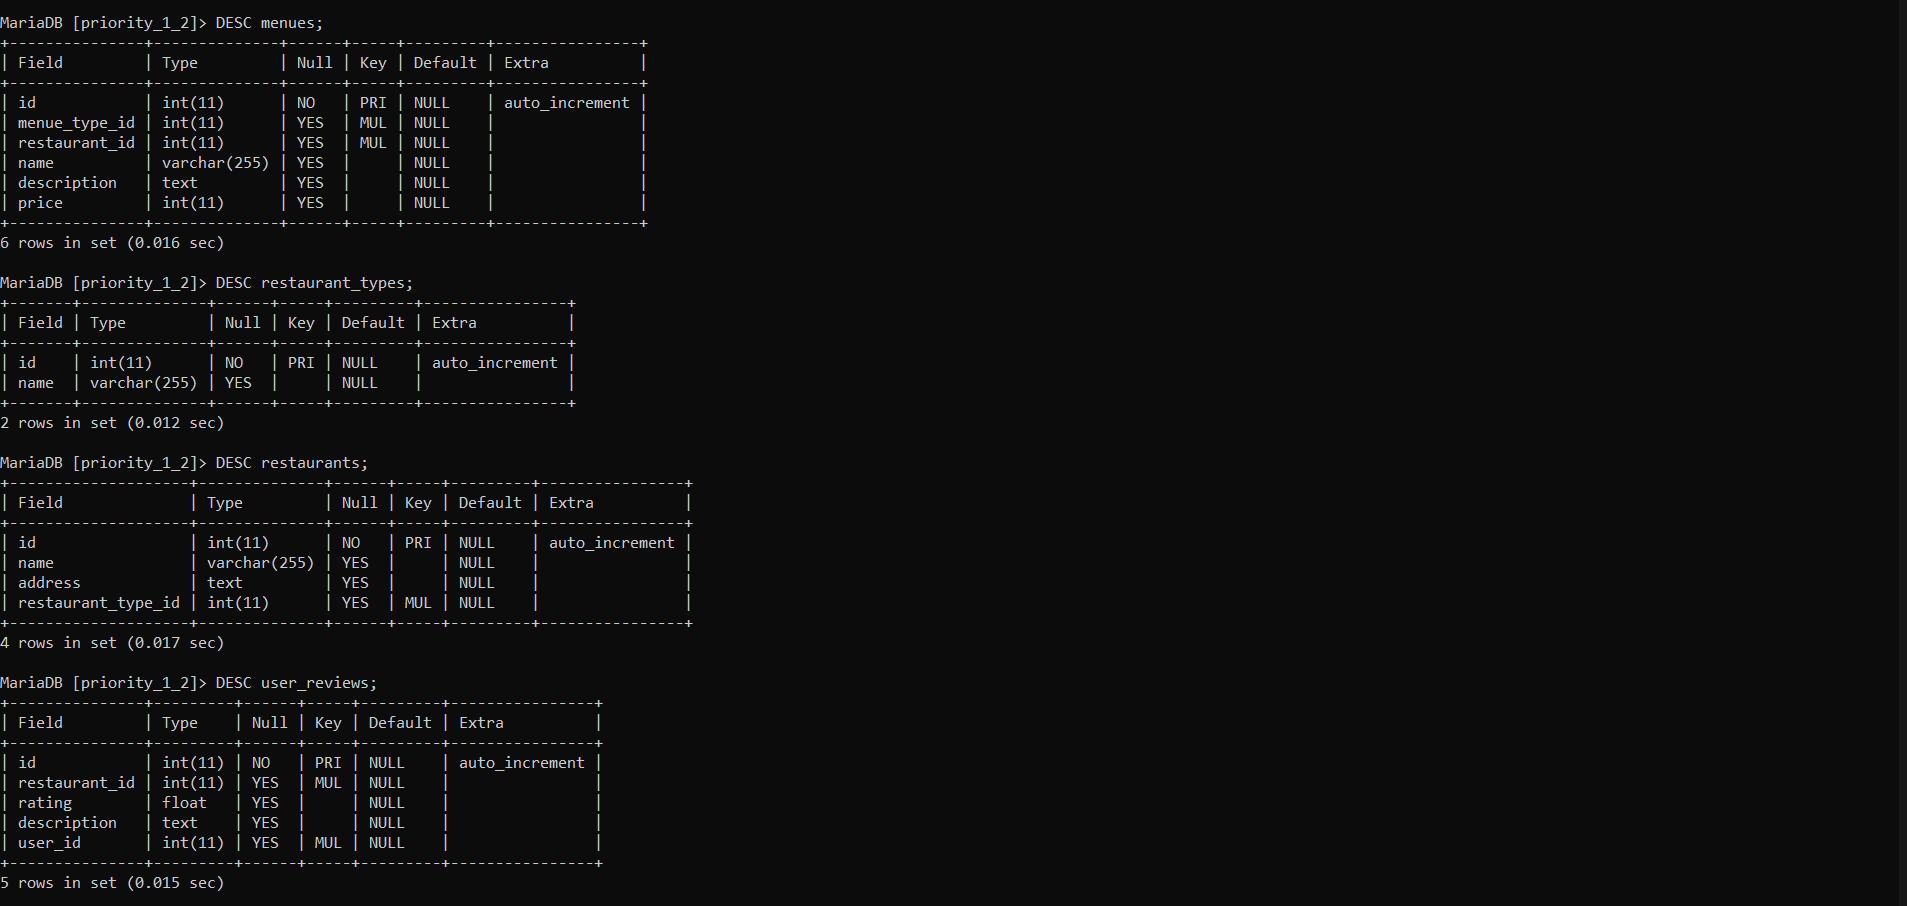 MariaDB [priority_1_2]> DESC menues;
+---------------+--------------+------+-----+---------+----------------+
| Field         | Type         | Null | Key | Default | Extra          |
+---------------+--------------+------+-----+---------+----------------+
| id            | int(11)      | NO   | PRI | NULL    | auto_increment |
| menue_type_id | int(11)      | YES  | MUL | NULL    |                |
| restaurant_id | int(11)      | YES  | MUL | NULL    |                |
| name          | varchar(255) | YES  |     | NULL    |                |
| description   | text         | YES  |     | NULL    |                |
| price         | int(11)      | YES  |     | NULL    |                |
+---------------+--------------+------+-----+---------+----------------+
6 rows in set (0.016 sec)

MariaDB [priority_1_2]> DESC restaurant_types;
+-------+--------------+------+-----+---------+----------------+
| Field | Type         | Null | Key | Default | Extra          |
+-------+--------------+------+-----+---------+----------------+
| id    | int(11)      | NO   | PRI | NULL    | auto_increment |
| name  | varchar(255) | YES  |     | NULL    |                |
+-------+--------------+------+-----+---------+----------------+
2 rows in set (0.012 sec)

MariaDB [priority_1_2]> DESC restaurants;
+--------------------+--------------+------+-----+---------+----------------+
| Field              | Type         | Null | Key | Default | Extra          |
+--------------------+--------------+------+-----+---------+----------------+
| id                 | int(11)      | NO   | PRI | NULL    | auto_increment |
| name               | varchar(255) | YES  |     | NULL    |                |
| address            | text         | YES  |     | NULL    |                |
| restaurant_type_id | int(11)      | YES  | MUL | NULL    |                |
+--------------------+--------------+------+-----+---------+----------------+
4 rows in set (0.017 sec)

MariaDB [priority_1_2]> DESC user_reviews;
+---------------+---------+------+-----+---------+----------------+
| Field         | Type    | Null | Key | Default | Extra          |
+---------------+---------+------+-----+---------+----------------+
| id            | int(11) | NO   | PRI | NULL    | auto_increment |
| restaurant_id | int(11) | YES  | MUL | NULL    |                |
| rating        | float   | YES  |     | NULL    |                |
| description   | text    | YES  |     | NULL    |                |
| user_id       | int(11) | YES  | MUL | NULL    |                |
+---------------+---------+------+-----+---------+----------------+
5 rows in set (0.015 sec)